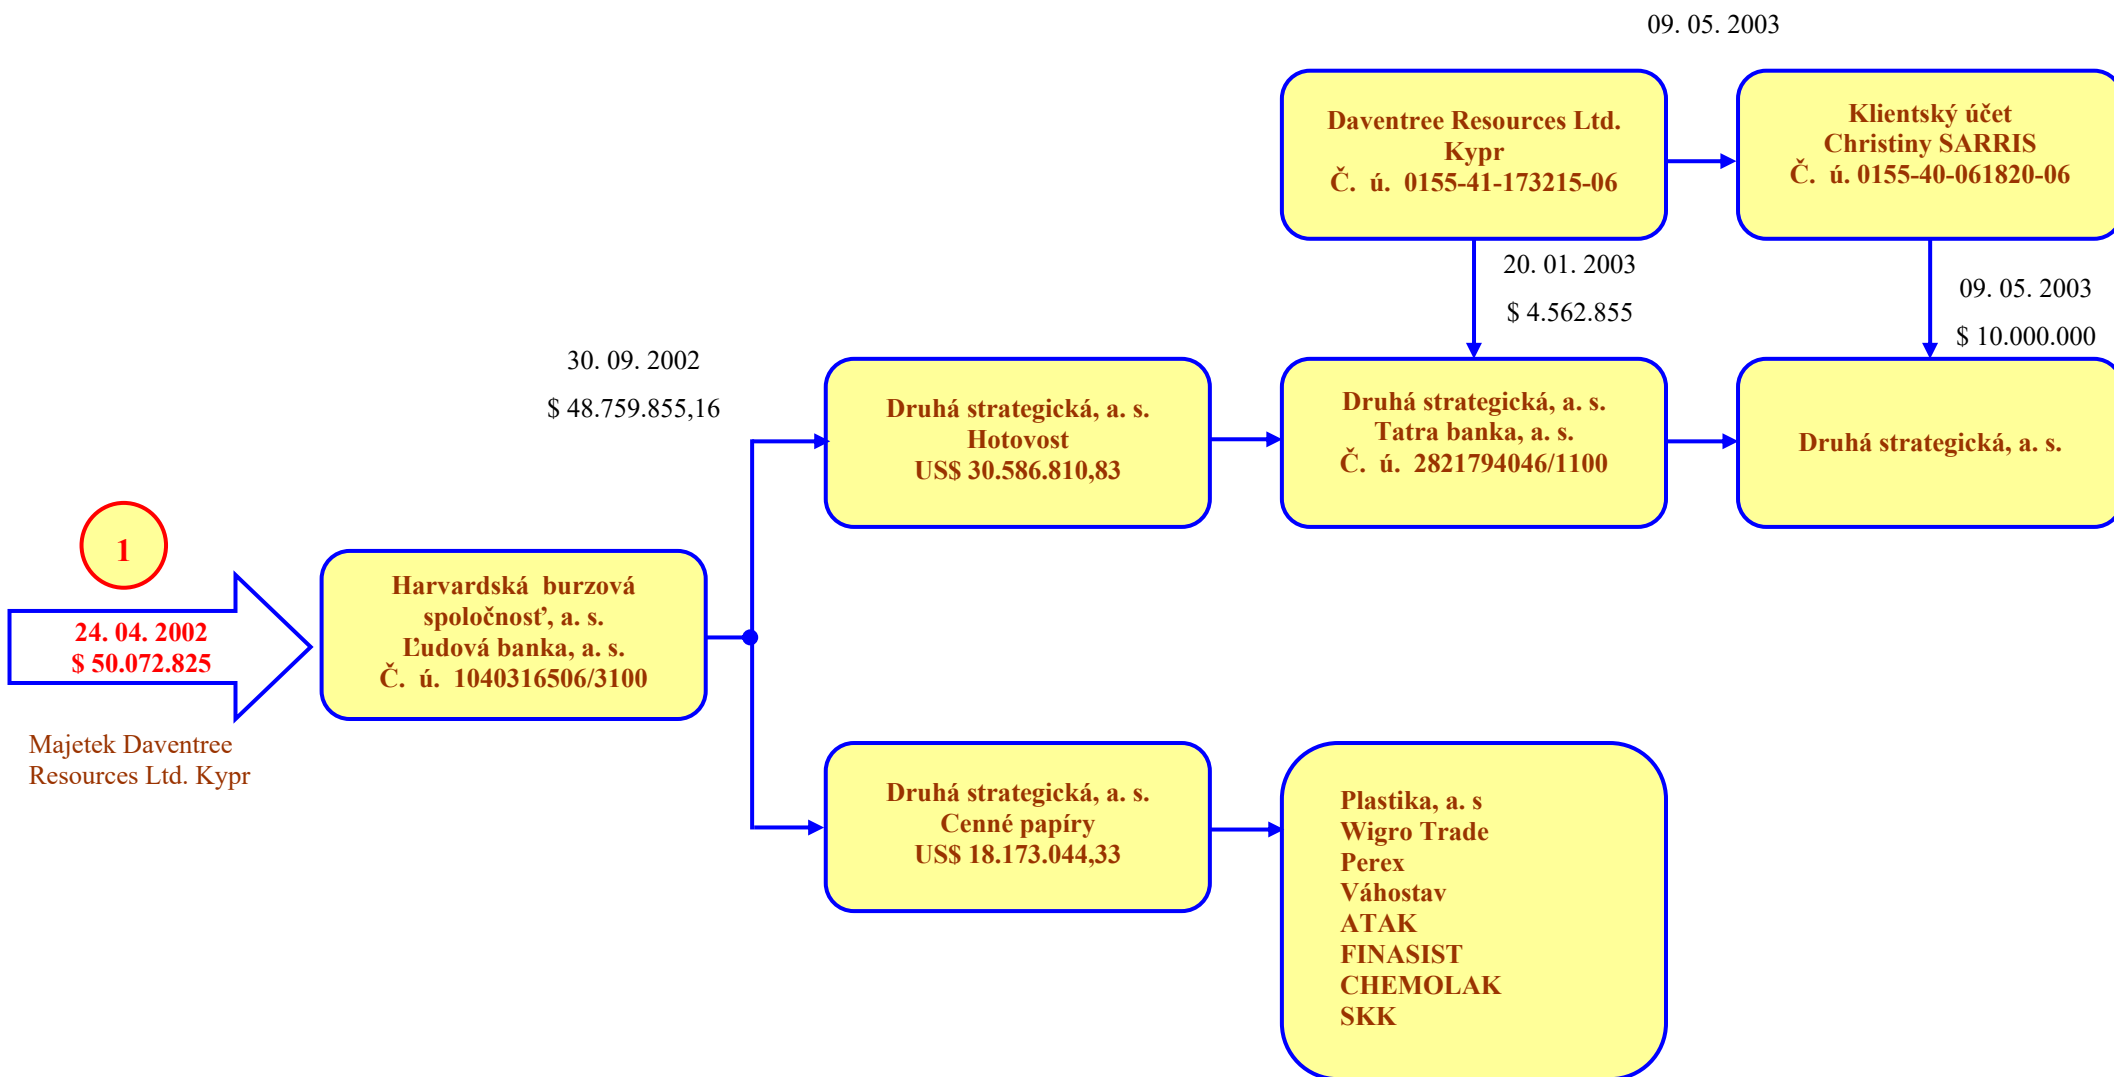 09. 05. 2003
Daventree Resources Ltd.
Kypr
Č. ú. 0155-41-173215-06
Klientský účet
Christiny SARRIS
Č. ú. 0155-40-061820-06
20. 01. 2003
$ 4.562.855
09. 05. 2003
$ 10.000.000
30. 09. 2002
$ 48.759.855,16
Druhá strategická, a. s.
Hotovost
US$ 30.586.810,83
Druhá strategická, a. s.
Tatra banka, a. s.
Č. ú. 2821794046/1100
Druhá strategická, a. s.
1
24. 04. 2002
$ 50.072.825
Majetek Daventree
Resources Ltd. Kypr
Harvardská burzová
spoločnosť, a. s.
Ľudová banka, a. s.
Č. ú. 1040316506/3100
Druhá strategická, a. s.
Cenné papíry
US$ 18.173.044,33
Plastika, a. s
Wigro Trade
Perex
Váhostav
ATAK
FINASIST
CHEMOLAK
SKK